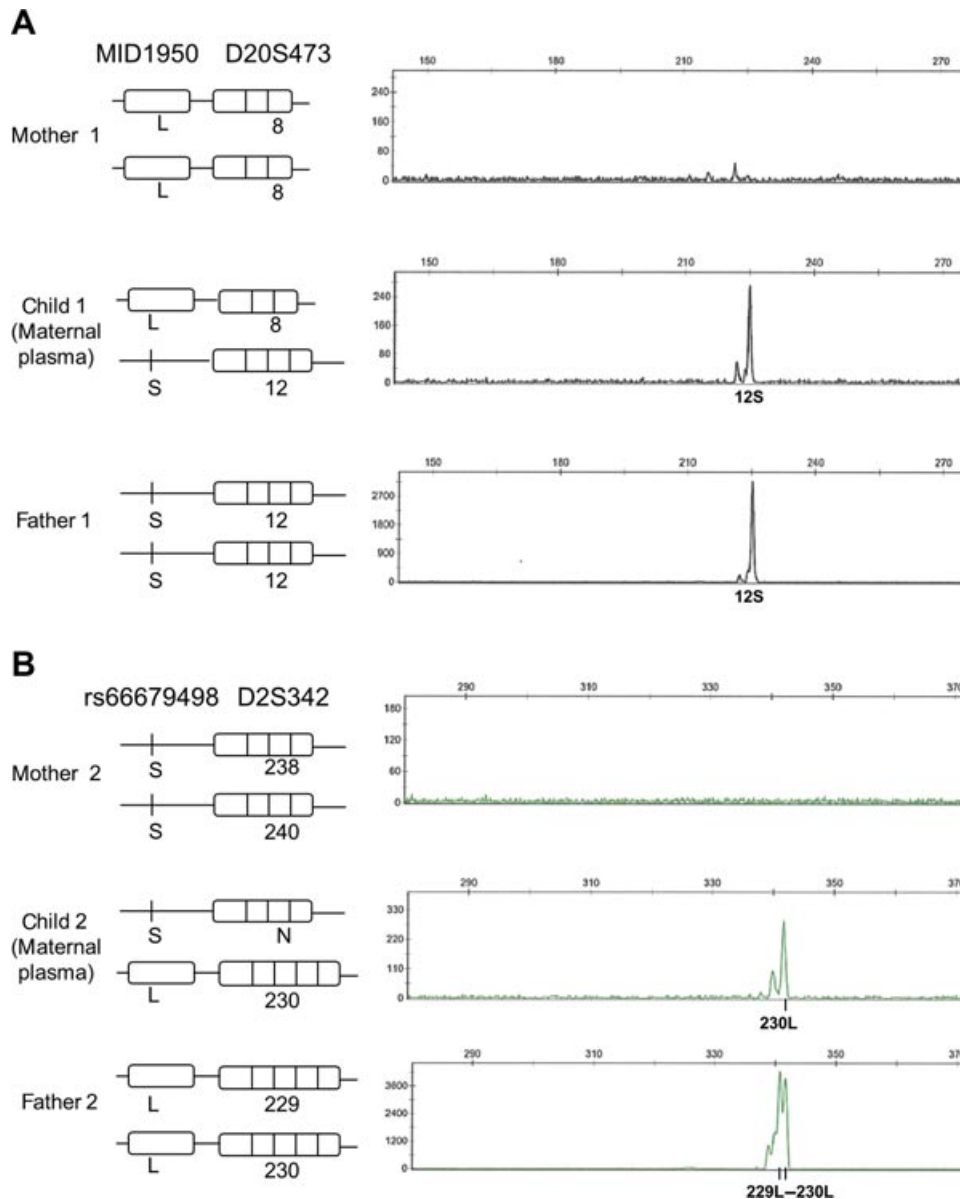 A
MID1950 D20S473
150 180 210 240 270
Mother 1
L 8
L 8
240
160
80
0
150 180 210 240 270
Child 1
(Maternal
plasma)
L 8
S 12
240
160
80
0
12S
150 180 210 240 270
Father 1
S 12
S 12
2700
1800
900
0
12S
B
rs66679498 D2S342
290 310 330 350 370
Mother 2
S 238
S 240
180
120
60
0
290 310 330 350 370
Child 2
(Maternal
plasma)
S N
L 230
330
220
110
0
230L
290 310 330 350 370
Father 2
L 229
L 230
3600
2400
1200
0
229L–230L